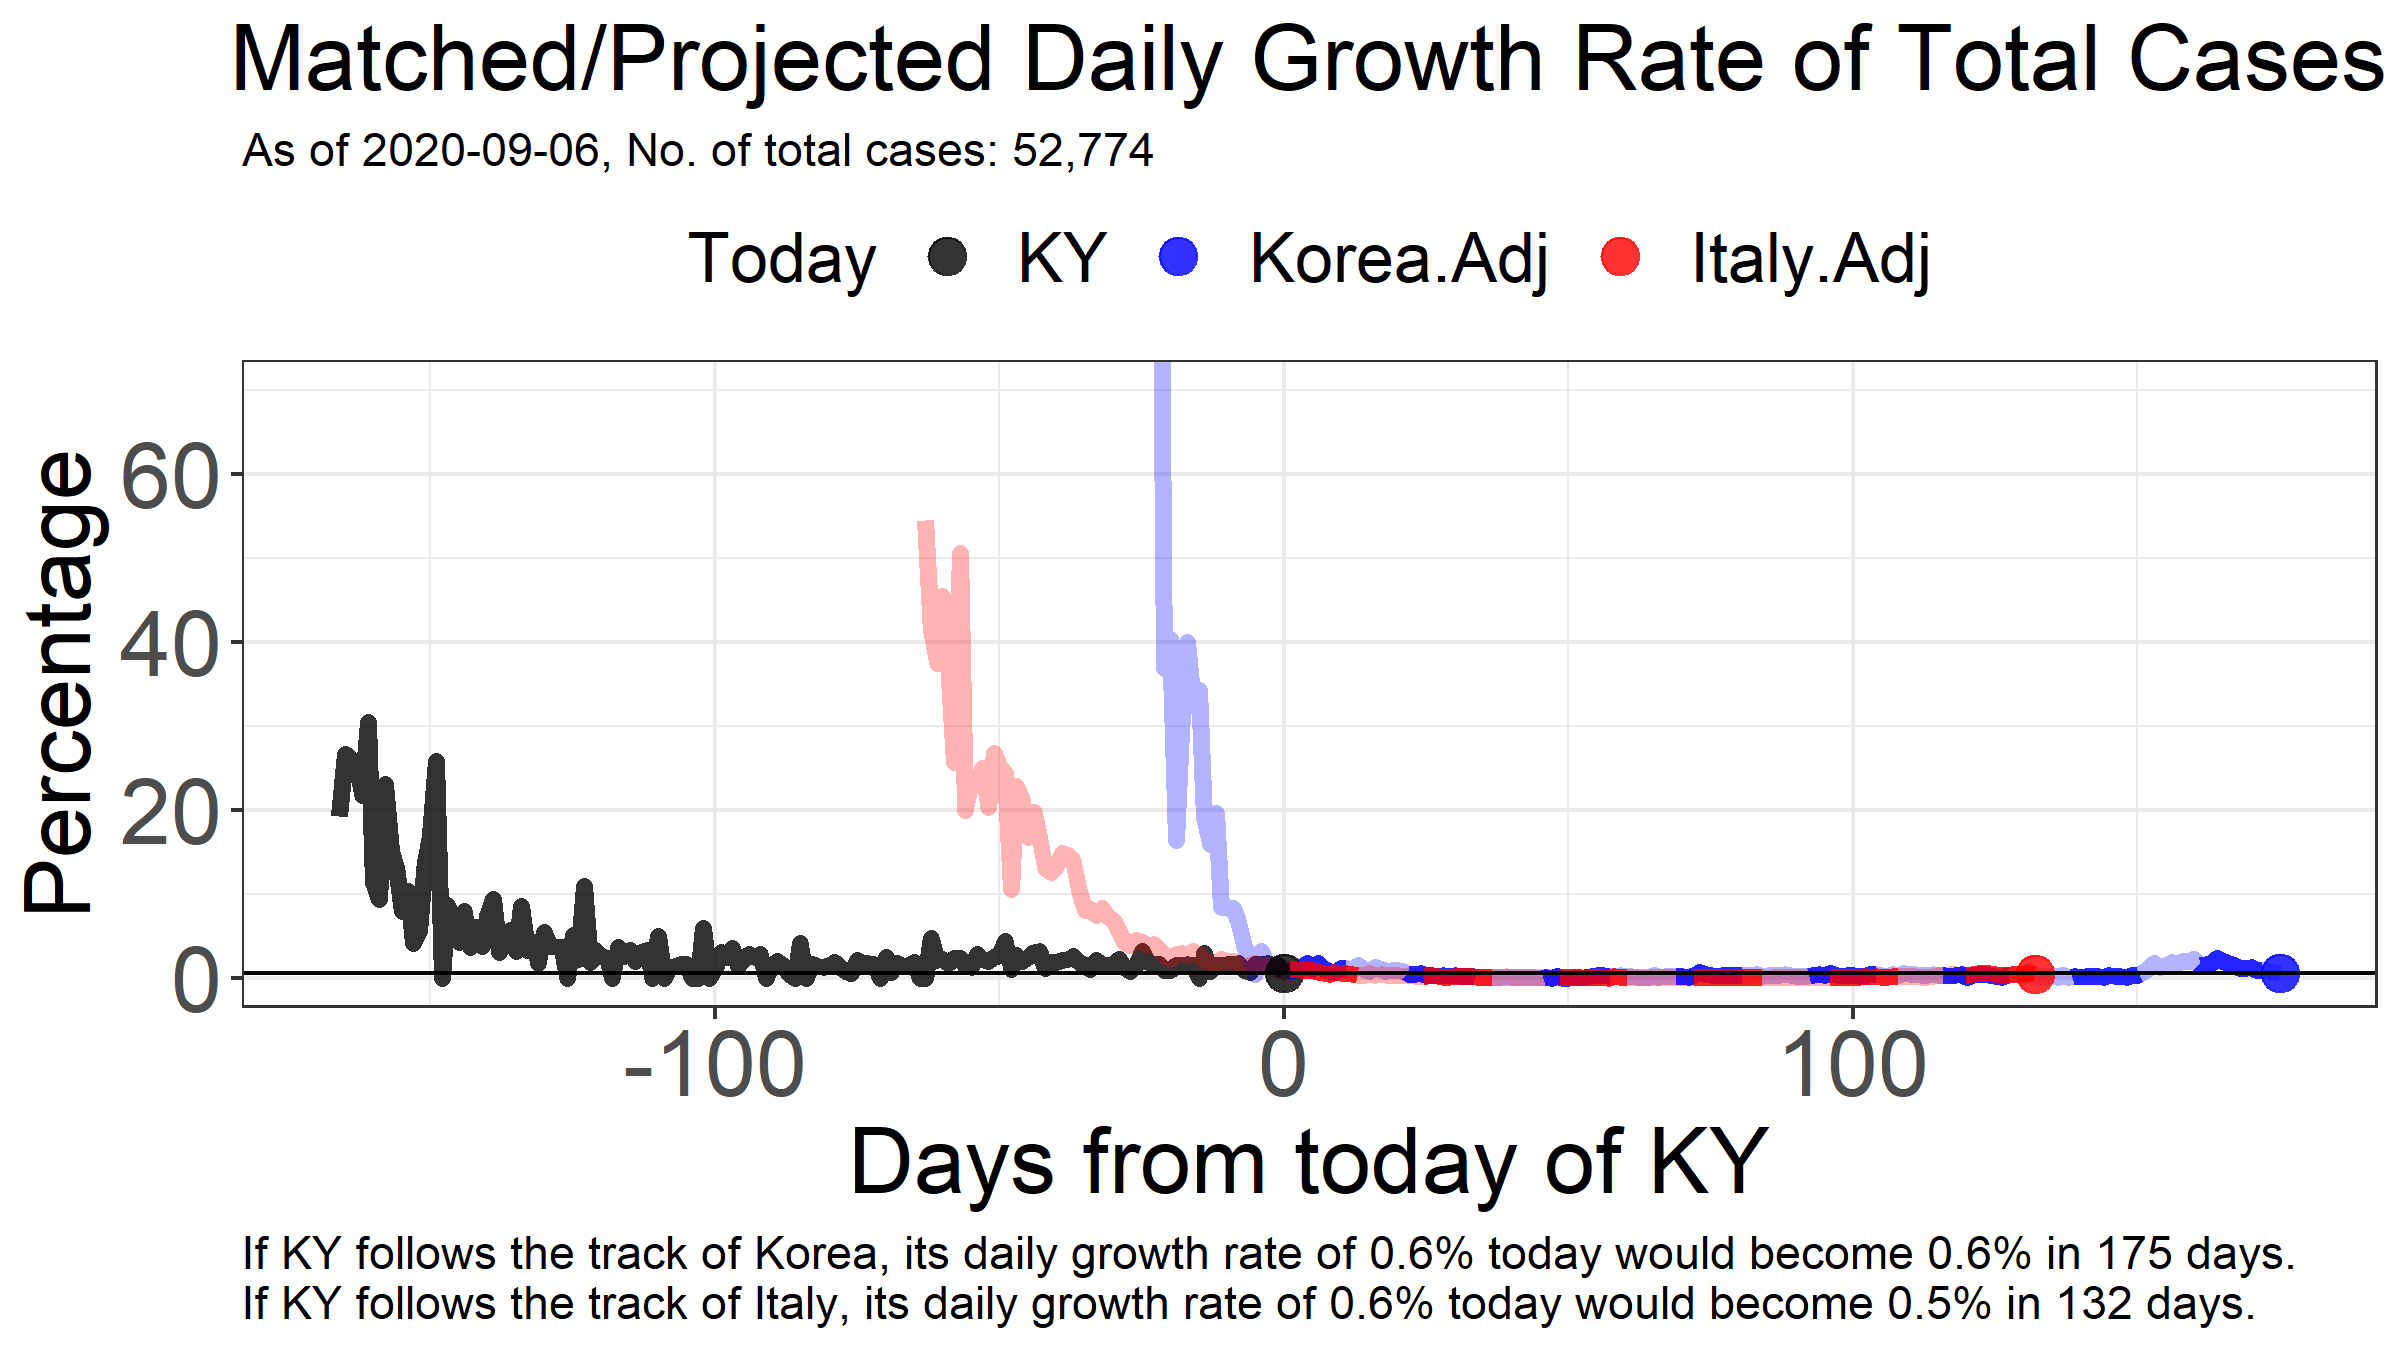 Matched/Projected Daily Growth Rate of Total Cases
As of 2020-09-06, No. of total cases: 52,774
Today KY Korea.Adj Italy.Adj
Percentage
60
40
20
0
-100 0 100
Days from today of KY
If KY follows the track of Korea, its daily growth rate of 0.6% today would become 0.6% in 175 days.
If KY follows the track of Italy, its daily growth rate of 0.6% today would become 0.5% in 132 days.